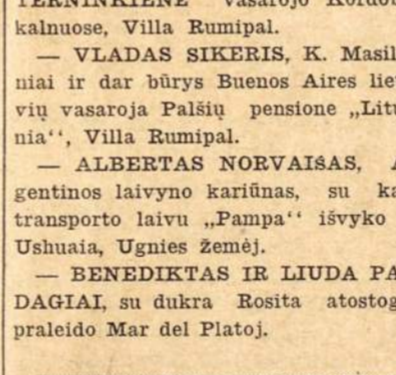 TERNINKIENĖ vasarojo Kordo
kalnuose, Villa Rumipal.
— VLADAS SIKERIS, K. Masil
niai ir dar būrys Buenos Aires lie
vių vasaroja Palšių pensione „Litu
nia‘‘, Villa Rumipal.
— ALBERTAS NORVAIŚAS, A
gentinos laivyno kariūnas, su ka
transporto laivu „Pampa‘‘ išvyko
Ushuaia, Ugnies žemėj.
— BENEDIKTAS IR LIUDA PA
DAGIAI, su dukra Rosita atostog
praleido Mar del Platoj.